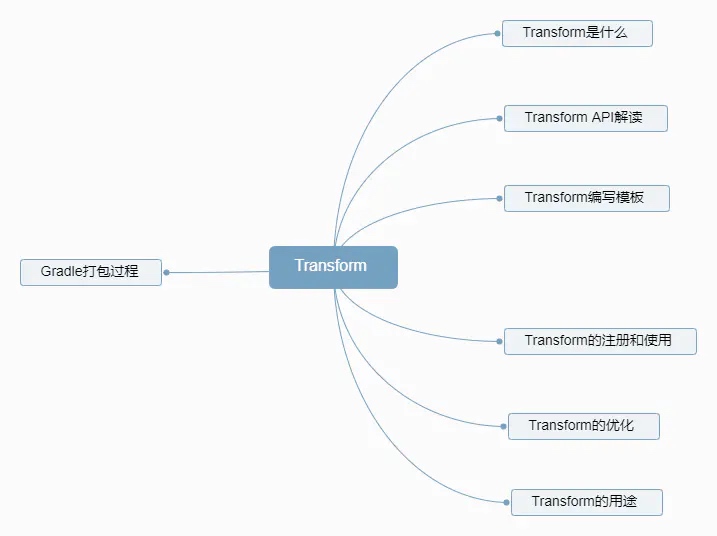 Transform是什么
Transform API解读
Transform编写模板
Transform
Gradle打包过程
Transform的注册和使用
Transform的优化
Transform的用途